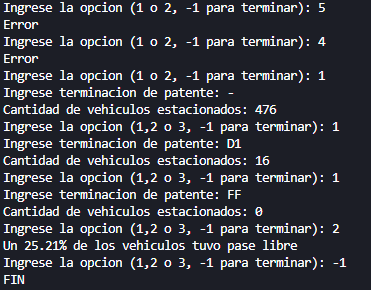 Ingrese la opcion (1 o 2, -1 para terminar): 5
Error
Ingrese la opcion (1 o 2, -1 para terminar): 4
Error
Ingrese la opcion (1 o 2, -1 para terminar): 1
Ingrese terminacion de patente: -
Cantidad de vehiculos estacionados: 476
Ingrese la opcion (1,2 o 3, -1 para terminar): 1
Ingrese terminacion de patente: D1
Cantidad de vehiculos estacionados: 16
Ingrese la opcion (1,2 o 3, -1 para terminar): 1
Ingrese terminacion de patente: FF
Cantidad de vehiculos estacionados: 0
Ingrese la opcion (1,2 o 3, -1 para terminar): 2
Un 25.21% de los vehiculos tuvo pase libre
Ingrese la opcion (1,2 o 3, -1 para terminar): -1
FIN